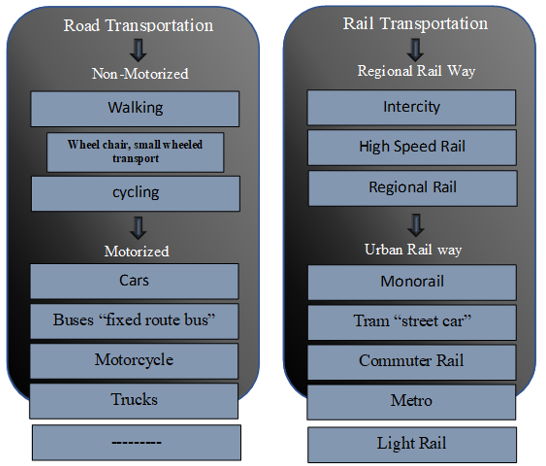 Road Transportation
Non-Motorized
Walking
Wheel chair, small wheeled
transport
cycling
Motorized
Cars
Buses “fixed route bus”
Motorcycle
Trucks
---------
Rail Transportation
Regional Rail Way
Intercity
High Speed Rail
Regional Rail
Urban Rail way
Monorail
Tram “street car”
Commuter Rail
Metro
Light Rail